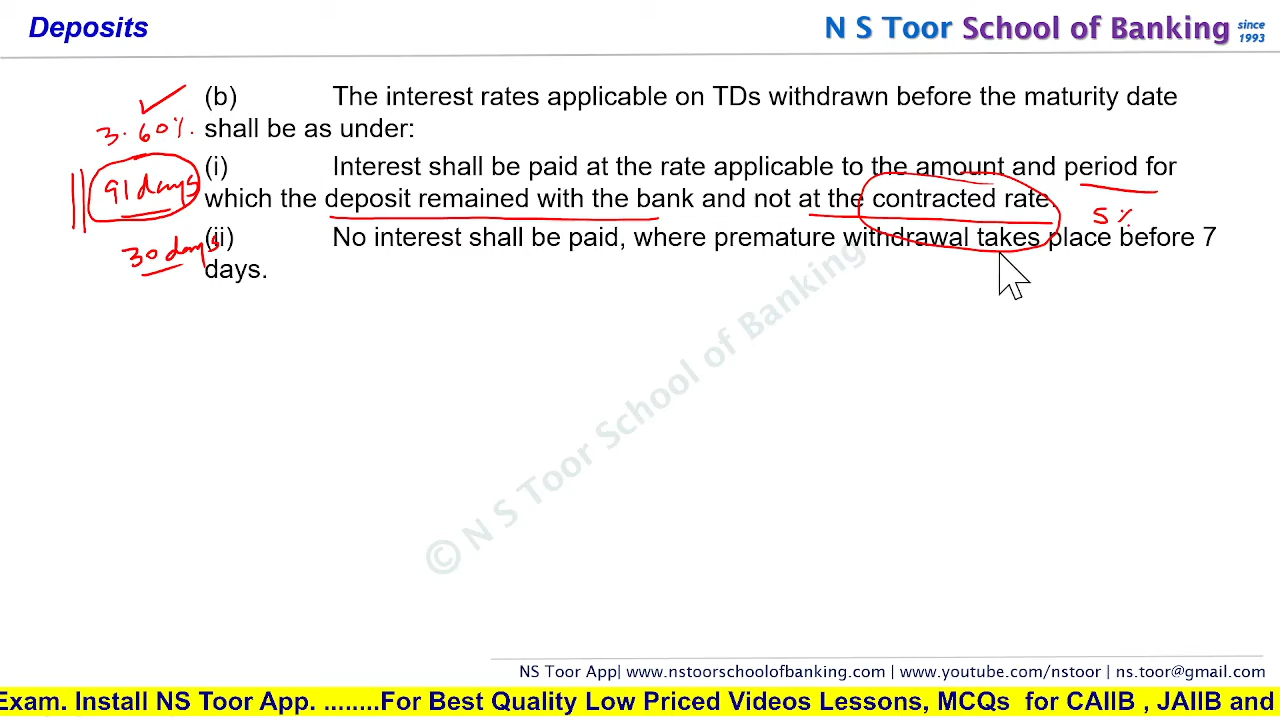 Deposits
N S Toor School of Banking since 1993
(b) The interest rates applicable on TDs withdrawn before the maturity date
3.60%. shall be as under:
(i) Interest shall be paid at the rate applicable to the amount and period for
91 days which the deposit remained with the bank and not at the contracted rate.
5%
30 days (ii) No interest shall be paid, where premature withdrawal takes place before 7
days.
© N S Toor School of Banking
NS Toor App| www.nstoorschoolofbanking.com | www.youtube.com/nstoor | ns.toor@gmail.com
Exam. Install NS Toor App. ........For Best Quality Low Priced Videos Lessons, MCQs for CAIIB , JAIIB and